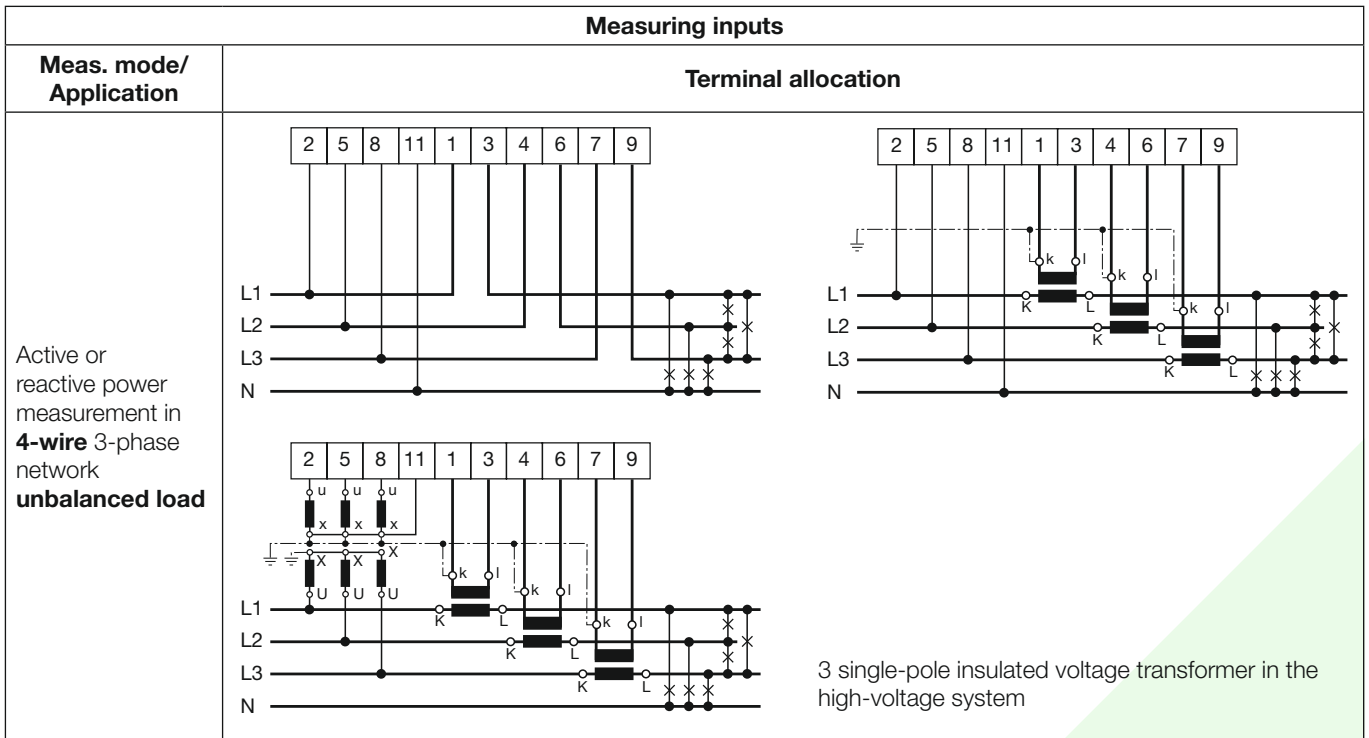 Measuring inputs
Meas. mode/
Application
Terminal allocation
Active or
reactive power
measurement in
4-wire 3-phase
network
unbalanced load
2 5 8 11 1 3 4 6 7 9
L1
L2
L3
N
2 5 8 11 1 3 4 6 7 9
k l
k l
k l
L1
K L
L2
K L
L3
K L
N
2 5 8 11 1 3 4 6 7 9
u u u
x x x
X X X
U U U
k l
k l
k l
L1
K L
L2
K L
L3
K L
N
3 single-pole insulated voltage transformer in the
high-voltage system